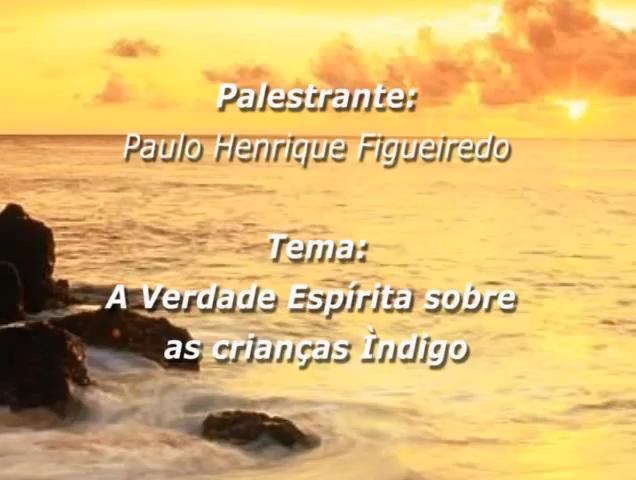 Palestrante:
Paulo Henrique Figueiredo
Tema:
A Verdade Espírita sobre
as crianças Ìndigo